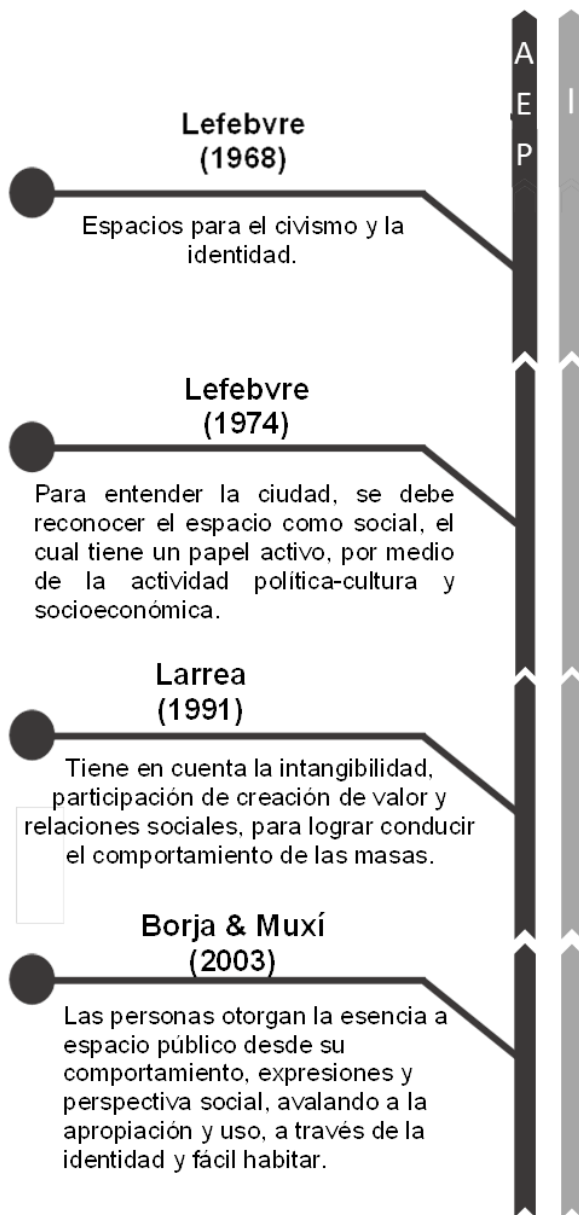 A
E
P
I
Lefebvre
(1968)
Espacios para el civismo y la
identidad.
Lefebvre
(1974)
Para entender la ciudad, se debe
reconocer el espacio como social, el
cual tiene un papel activo, por medio
de la actividad política-cultura y
socioeconómica.
Larrea
(1991)
Tiene en cuenta la intangibilidad,
participación de creación de valor y
relaciones sociales, para lograr conducir
el comportamiento de las masas.
Borja & Muxí
(2003)
Las personas otorgan la esencia a
espacio público desde su
comportamiento, expresiones y
perspectiva social, avalando a la
apropiación y uso, a través de la
identidad y fácil habitar.